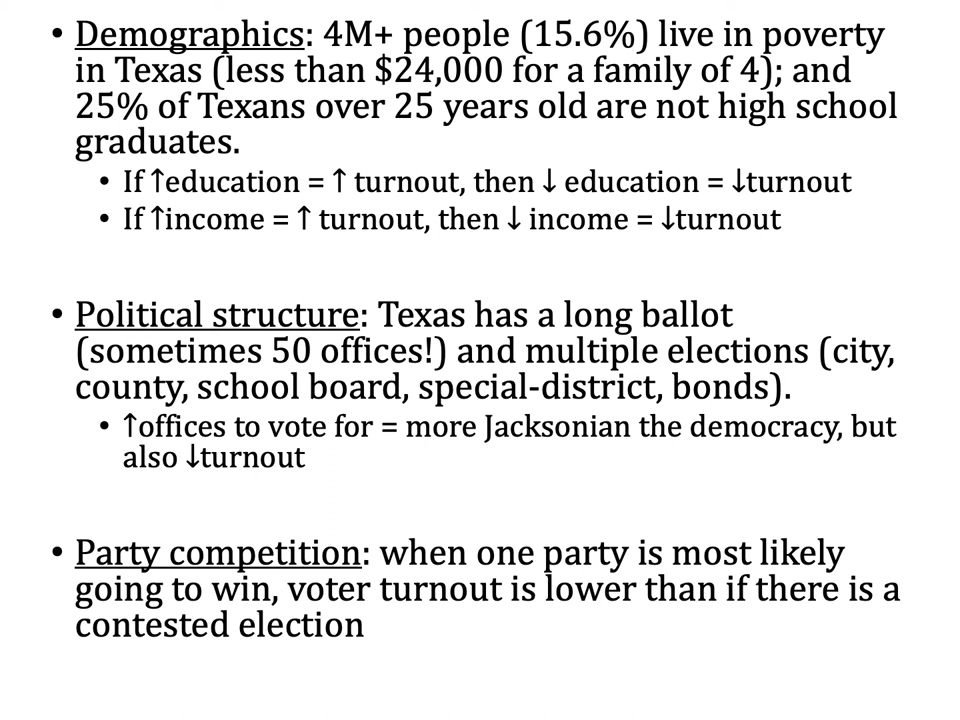 • Demographics: 4M+ people (15.6%) live in poverty
in Texas (less than $24,000 for a family of 4); and
25% of Texans over 25 years old are not high school
graduates.
• If ↑education = ↑ turnout, then ↓ education = ↓turnout
• If ↑income = ↑ turnout, then ↓ income = ↓turnout
• Political structure: Texas has a long ballot
(sometimes 50 offices!) and multiple elections (city,
county, school board, special-district, bonds).
• ↑offices to vote for = more Jacksonian the democracy, but
also ↓turnout
• Party competition: when one party is most likely
going to win, voter turnout is lower than if there is a
contested election